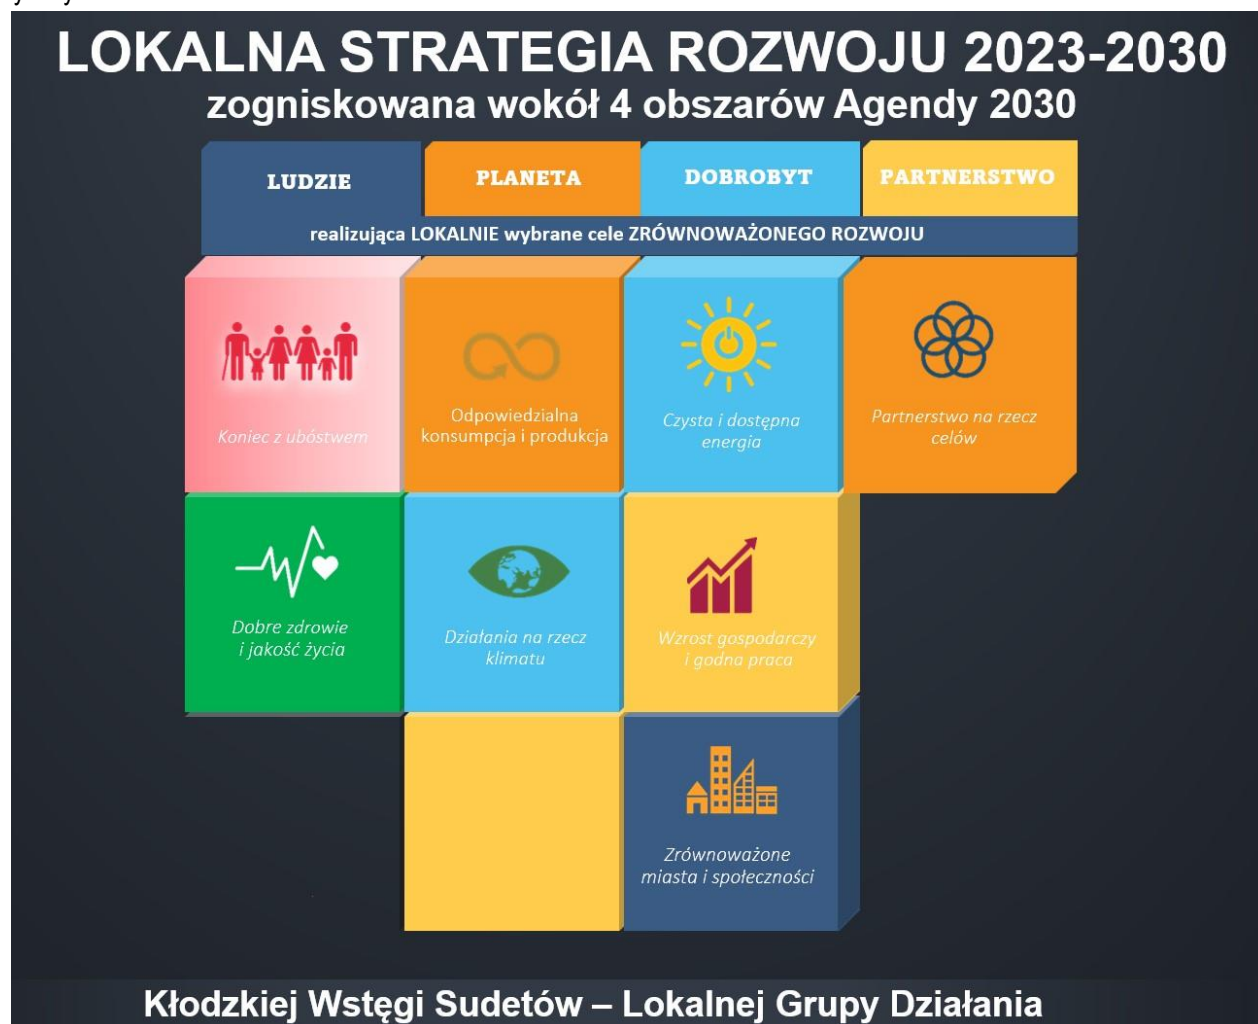 LOKALNA STRATEGIA ROZWOJU 2023-2030
zogniskowana wokół 4 obszarów Agendy 2030
LUDZIE
PLANETA
DOBROBYT
PARTNERSTWO
realizująca LOKALNIE wybrane cele ZRÓWNOWAŻONEGO ROZWOJU
Koniec z ubóstwem
Odpowiedzialna
konsumpcja i produkcja
Czysta i dostępna
energia
Partnerstwo na rzecz
celów
Dobre zdrowie
i jakość życia
Działania na rzecz
klimatu
Wzrost gospodarczy
i godna praca
Zrównoważone
miasta i społeczności
Kłodzkiej Wstęgi Sudetów – Lokalnej Grupy Działania